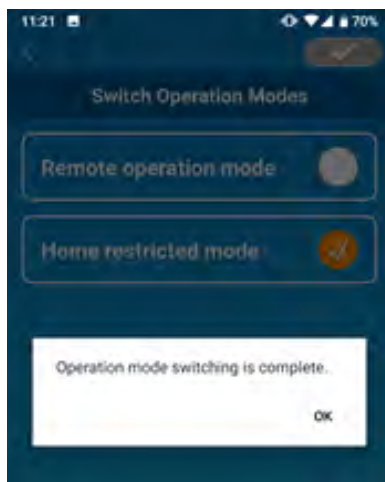 11:21 70%
Switch Operation Modes
Remote operation mode
Home restricted mode
Operation mode switching is complete.
OK